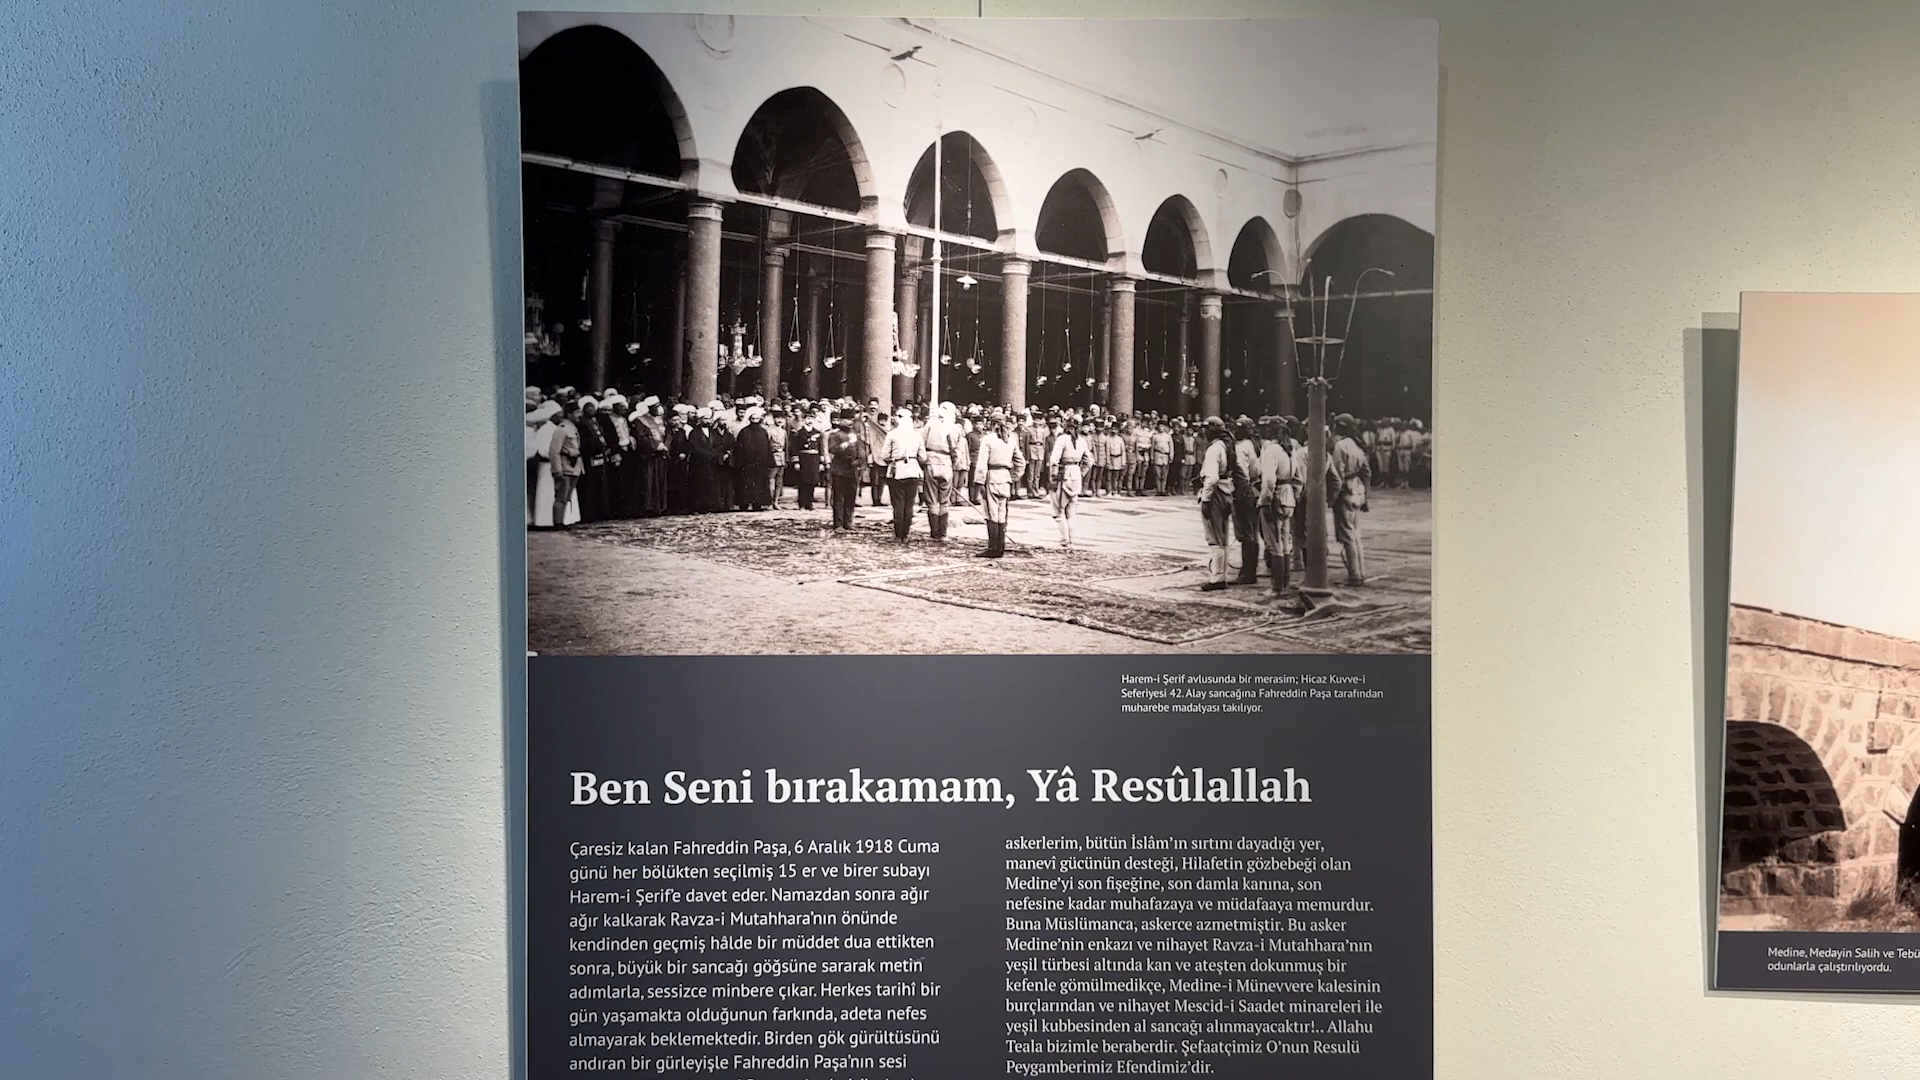 Harem-i Şerif avlusunda bir merasim; Hicaz Kuvve-i
Seferiyesi 42. Alay sancağına Fahreddin Paşa tarafından
muharebe madalyası takılıyor.
Ben Seni bırakamam, Yâ Resûlallah
Çaresiz kalan Fahreddin Paşa, 6 Aralık 1918 Cuma
günü her bölükten seçilmiş 15 er ve birer subayı
Harem-i Şerif'e davet eder. Namazdan sonra ağır
ağır kalkarak Ravza-i Mutahhara'nın önünde
kendinden geçmiş hâlde bir müddet dua ettikten
sonra, büyük bir sancağı göğsüne sararak metin
adımlarla, sessizce minbere çıkar. Herkes tarihî bir
gün yaşamakta olduğunun farkında, adeta nefes
almayarak beklemektedir. Birden gök gürültüsünü
andıran bir gürleyişle Fahreddin Paşa'nın sesi
askerlerim, bütün İslâm'ın sırtını dayadığı yer,
manevî gücünün desteği, Hilafetin gözbebeği olan
Medine'yi son fişeğine, son damla kanına, son
nefesine kadar muhafazaya ve müdafaaya memurdur.
Buna Müslümanca, askerce azmetmiştir. Bu asker
Medine'nin enkazı ve nihayet Ravza-i Mutahhara'nın
yeşil türbesi altında kan ve ateşten dokunmuş bir
kefenle gömülmedikçe, Medine-i Münevvere kalesinin
burçlarından ve nihayet Mescid-i Saadet minareleri ile
yeşil kubbesinden al sancağı alınmayacaktır!.. Allahu
Teala bizimle beraberdir. Şefaatçimiz O'nun Resulü
Peygamberimiz Efendimiz'dir.
Medine, Medayin Salih ve Tebü
odunlarla çalıştırılıyordu.